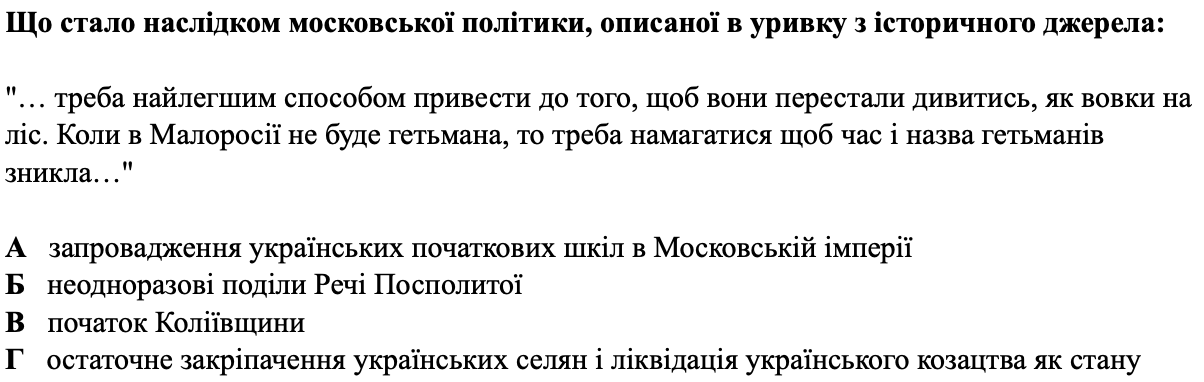 Що стало наслідком московської політики, описаної в уривку з історичного джерела:
"… треба найлегшим способом привести до того, щоб вони перестали дивитись, як вовки на
ліс. Коли в Малоросії не буде гетьмана, то треба намагатися щоб час і назва гетьманів
зникла…"
А запровадження українських початкових шкіл в Московській імперії
Б неодноразові поділи Речі Посполитої
В початок Коліївщини
Г остаточне закріпачення українських селян і ліквідація українського козацтва як стану